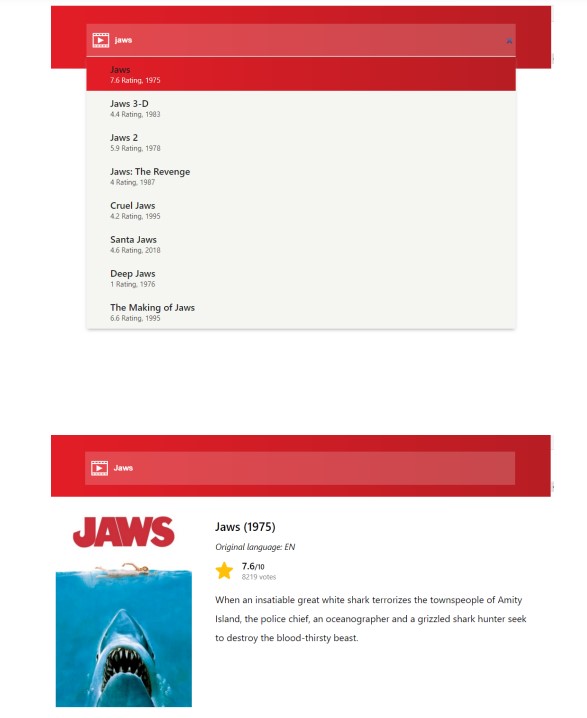 jaws
Jaws
7.6 Rating, 1975
Jaws 3-D
4.4 Rating, 1983
Jaws 2
5.9 Rating, 1978
Jaws: The Revenge
4 Rating, 1987
Cruel Jaws
4.2 Rating, 1995
Santa Jaws
4.6 Rating, 2018
Deep Jaws
1 Rating, 1976
The Making of Jaws
6.6 Rating, 1995
Jaws
JAWS
Jaws (1975)
Original language: EN
7.6/10
8219 votes
When an insatiable great white shark terrorizes the townspeople of Amity
Island, the police chief, an oceanographer and a grizzled shark hunter seek
to destroy the blood-thirsty beast.